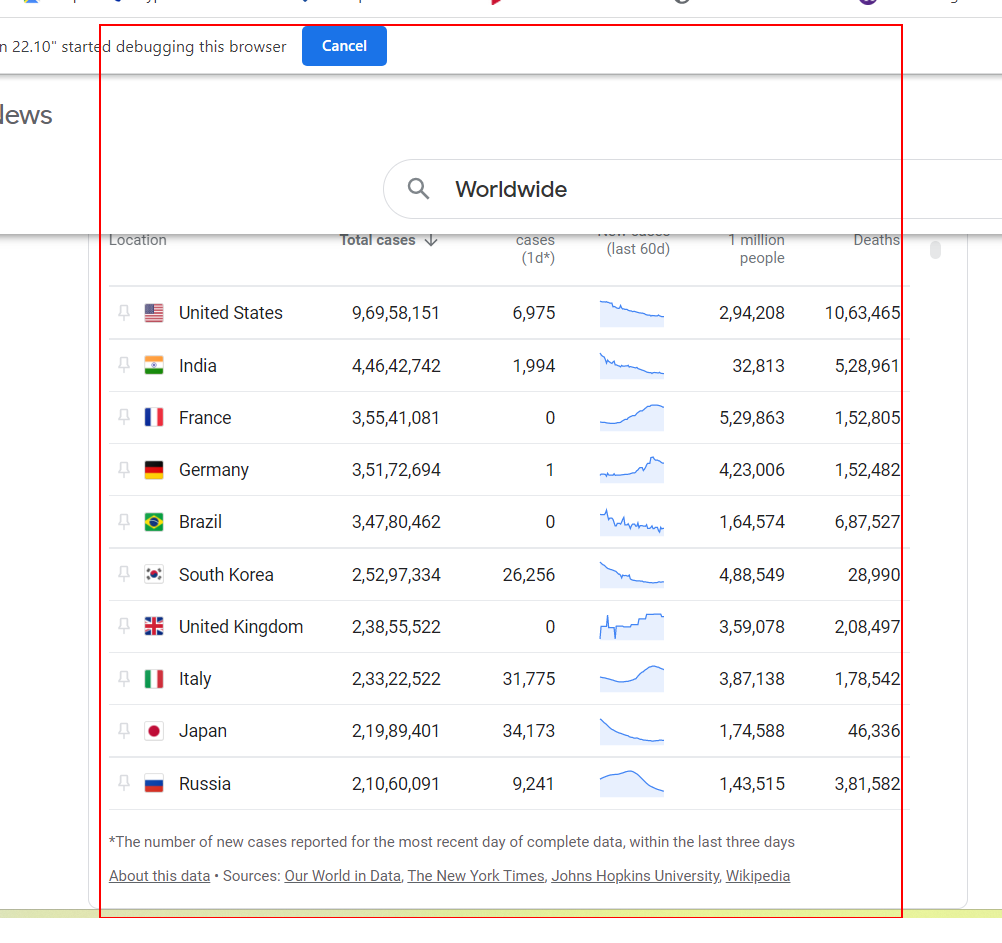 n 22.10" started debugging this browser Cancel
News
Worldwide
Location Total cases cases (last 60d) 1 million Deaths
(1d*) people
United States 9,69,58,151 6,975 2,94,208 10,63,465
India 4,46,42,742 1,994 32,813 5,28,961
France 3,55,41,081 0 5,29,863 1,52,805
Germany 3,51,72,694 1 4,23,006 1,52,482
Brazil 3,47,80,462 0 1,64,574 6,87,527
South Korea 2,52,97,334 26,256 4,88,549 28,990
United Kingdom 2,38,55,522 0 3,59,078 2,08,497
Italy 2,33,22,522 31,775 3,87,138 1,78,542
Japan 2,19,89,401 34,173 1,74,588 46,336
Russia 2,10,60,091 9,241 1,43,515 3,81,582
*The number of new cases reported for the most recent day of complete data, within the last three days
About this data • Sources: Our World in Data, The New York Times, Johns Hopkins University, Wikipedia